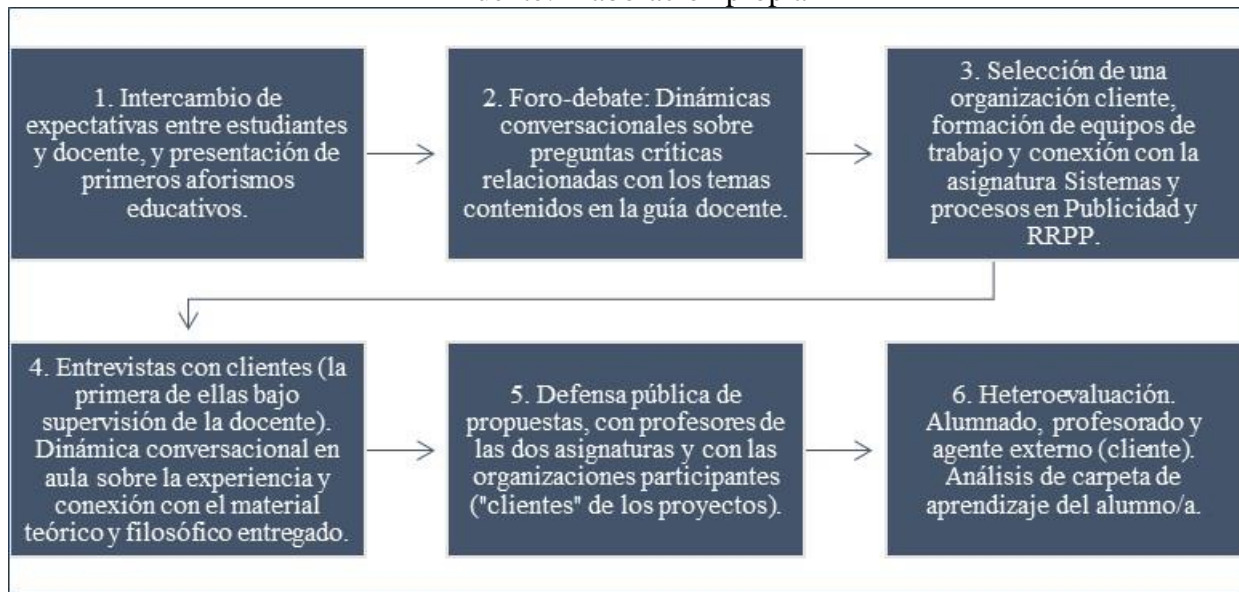 1. Intercambio de
expectativas entre estudiantes
y docente, y presentación de
primeros aforismos
educativos.
2. Foro-debate: Dinámicas
conversacionales sobre
preguntas críticas
relacionadas con los temas
contenidos en la guía docente.
3. Selección de una
organización cliente,
formación de equipos de
trabajo y conexión con la
asignatura Sistemas y
procesos en Publicidad y
RRPP.
4. Entrevistas con clientes (la
primera de ellas bajo
supervisión de la docente).
Dinámica conversacional en
aula sobre la experiencia y
conexión con el material
teórico y filosófico entregado.
5. Defensa pública de
propuestas, con profesores de
las dos asignaturas y con las
organizaciones participantes
("clientes" de los proyectos).
6. Heteroevaluación.
Alumnado, profesorado y
agente externo (cliente).
Análisis de carpeta de
aprendizaje del alumno/a.